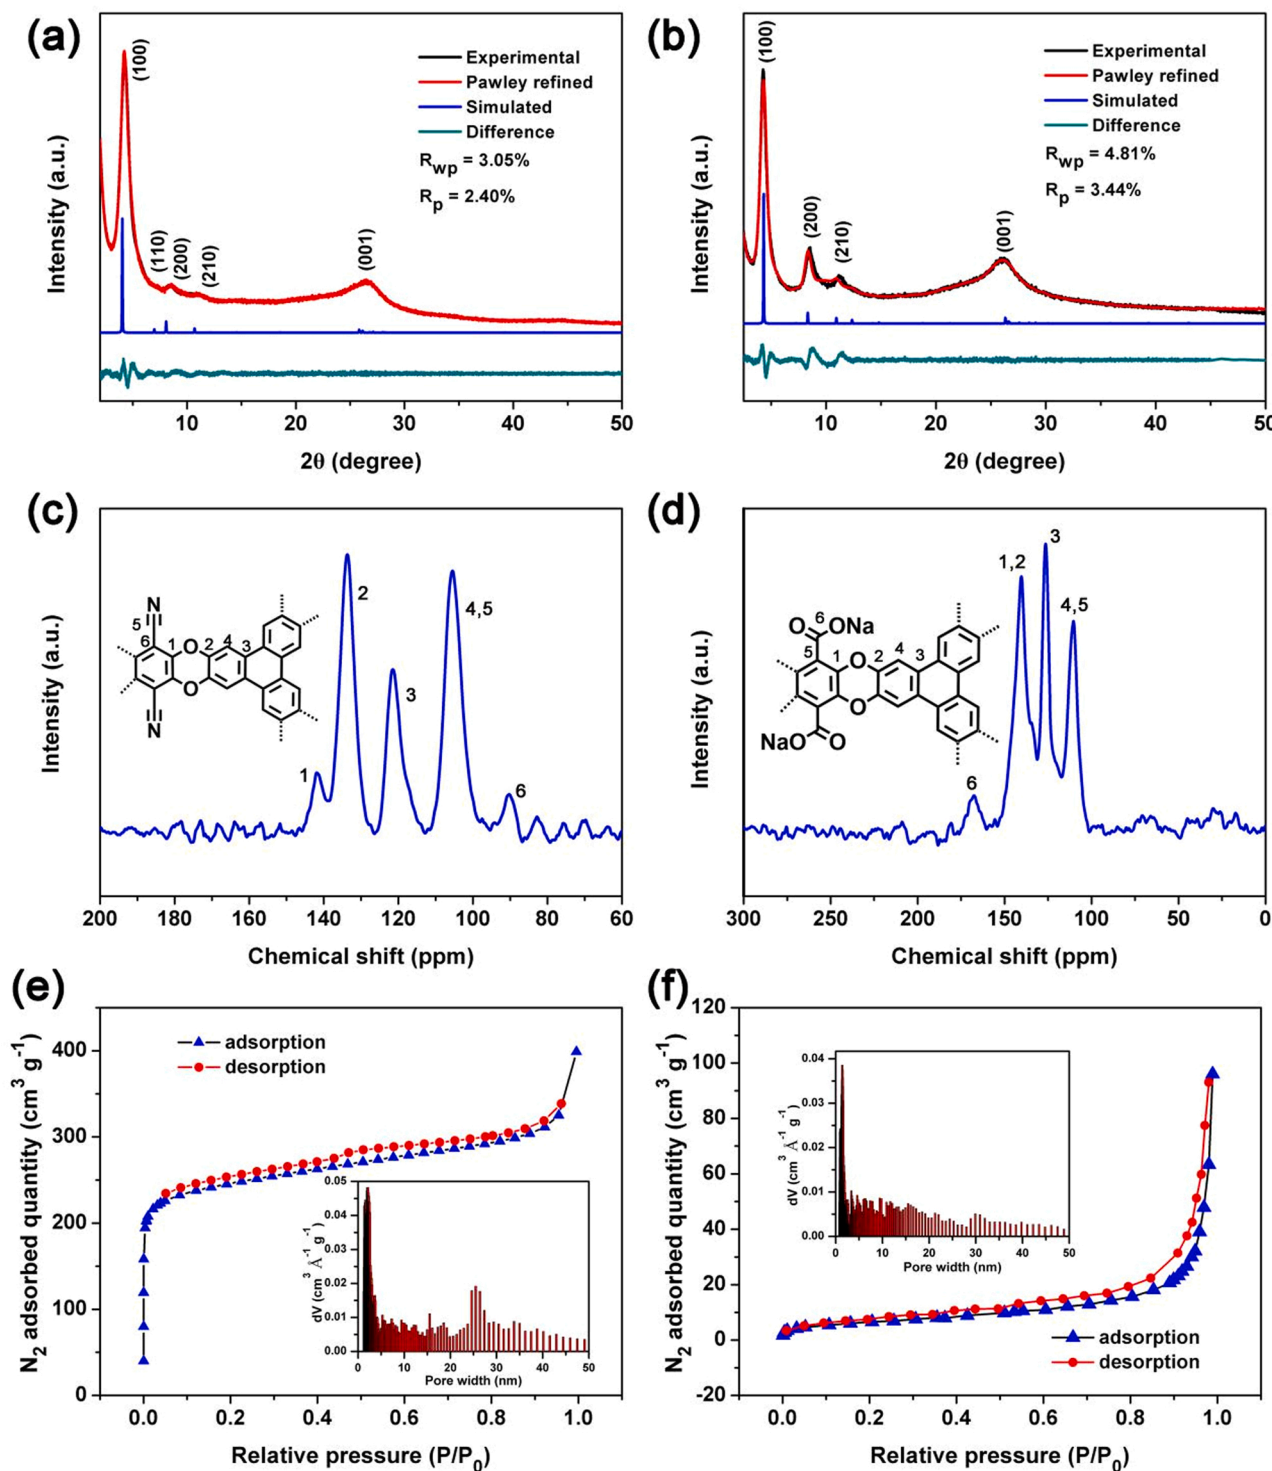 (a)
Intensity (a.u.)
(100)
(110)
(200)
(210)
(001)
Experimental
Pawley refined
Simulated
Difference
Rwp = 3.05%
Rp = 2.40%
10 20 30 40 50
2θ (degree)
(b)
Intensity (a.u.)
(100)
(200)
(210)
(001)
Experimental
Pawley refined
Simulated
Difference
Rwp = 4.81%
Rp = 3.44%
10 20 30 40 50
2θ (degree)
(c)
Intensity (a.u.)
N
5
6 1 O 2 4 3
O
N
1
2
3
4,5
6
200 180 160 140 120 100 80 60
Chemical shift (ppm)
(d)
Intensity (a.u.)
6
O ONa
5 1 O 2 4 3
O
NaO O
6
1,2
3
4,5
300 250 200 150 100 50 0
Chemical shift (ppm)
(e)
N2 adsorbed quantity (cm3 g-1)
400
300
200
100
0
adsorption
desorption
dV (cm3 Å-1 g-1)
0.05
0.04
0.03
0.02
0.01
0.00
0 10 20 30 40 50
Pore width (nm)
0.0 0.2 0.4 0.6 0.8 1.0
Relative pressure (P/P0)
(f)
N2 adsorbed quantity (cm3 g-1)
120
100
80
60
40
20
0
-20
dV (cm3 Å-1 g-1)
0.04
0.03
0.02
0.01
0.00
0 10 20 30 40 50
Pore width (nm)
adsorption
desorption
0.0 0.2 0.4 0.6 0.8 1.0
Relative pressure (P/P0)